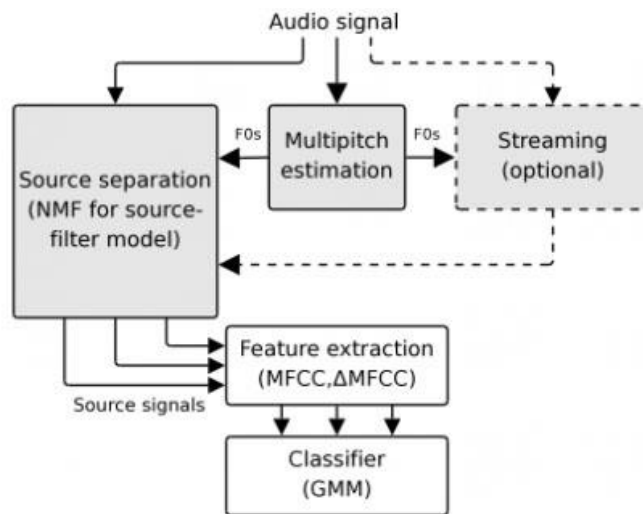 Audio signal
F0s
F0s
Multipitch
estimation
Streaming
(optional)
Source separation
(NMF for source-
filter model)
Feature extraction
(MFCC,ΔMFCC)
Source signals
Classifier
(GMM)